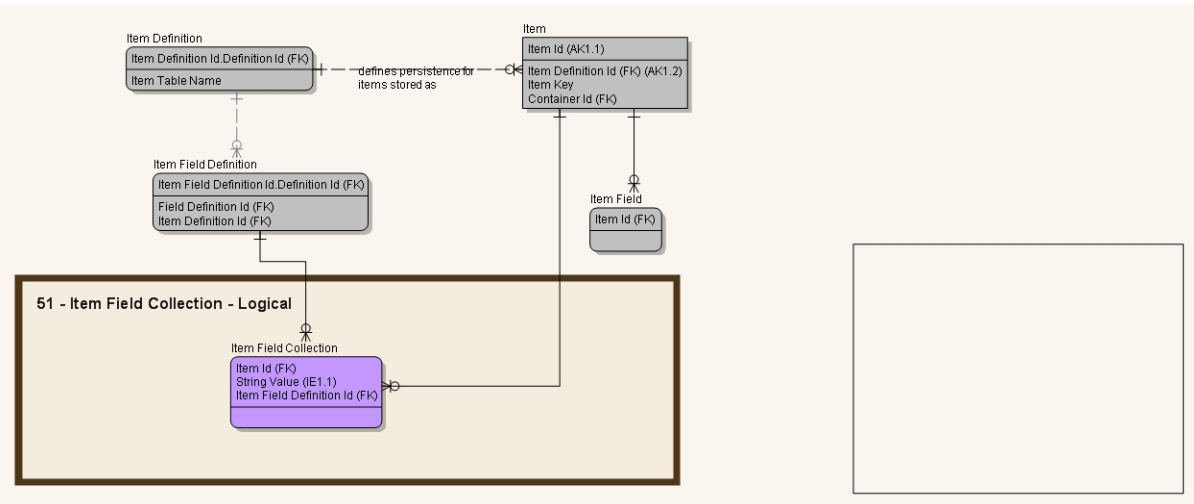 Item Definition
Item Definition Id.Definition Id (FK)
Item Table Name
defines persistence for
items stored as
Item
Item Id (AK1.1)
Item Definition Id (FK) (AK1.2)
Item Key
Container Id (FK)
Item Field Definition
Item Field Definition Id.Definition Id (FK)
Field Definition Id (FK)
Item Definition Id (FK)
Item Field
Item Id (FK)
51 - Item Field Collection - Logical
Item Field Collection
Item Id (FK)
String Value (IE1.1)
Item Field Definition Id (FK)